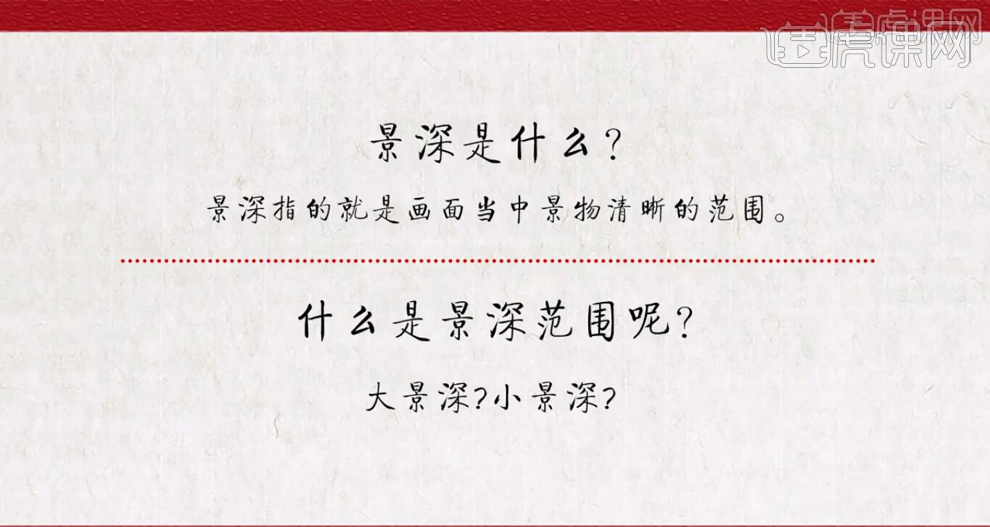 虎课网
景深是什么？
景深指的就是画面当中景物清晰的范围。
什么是景深范围呢？
大景深?小景深?